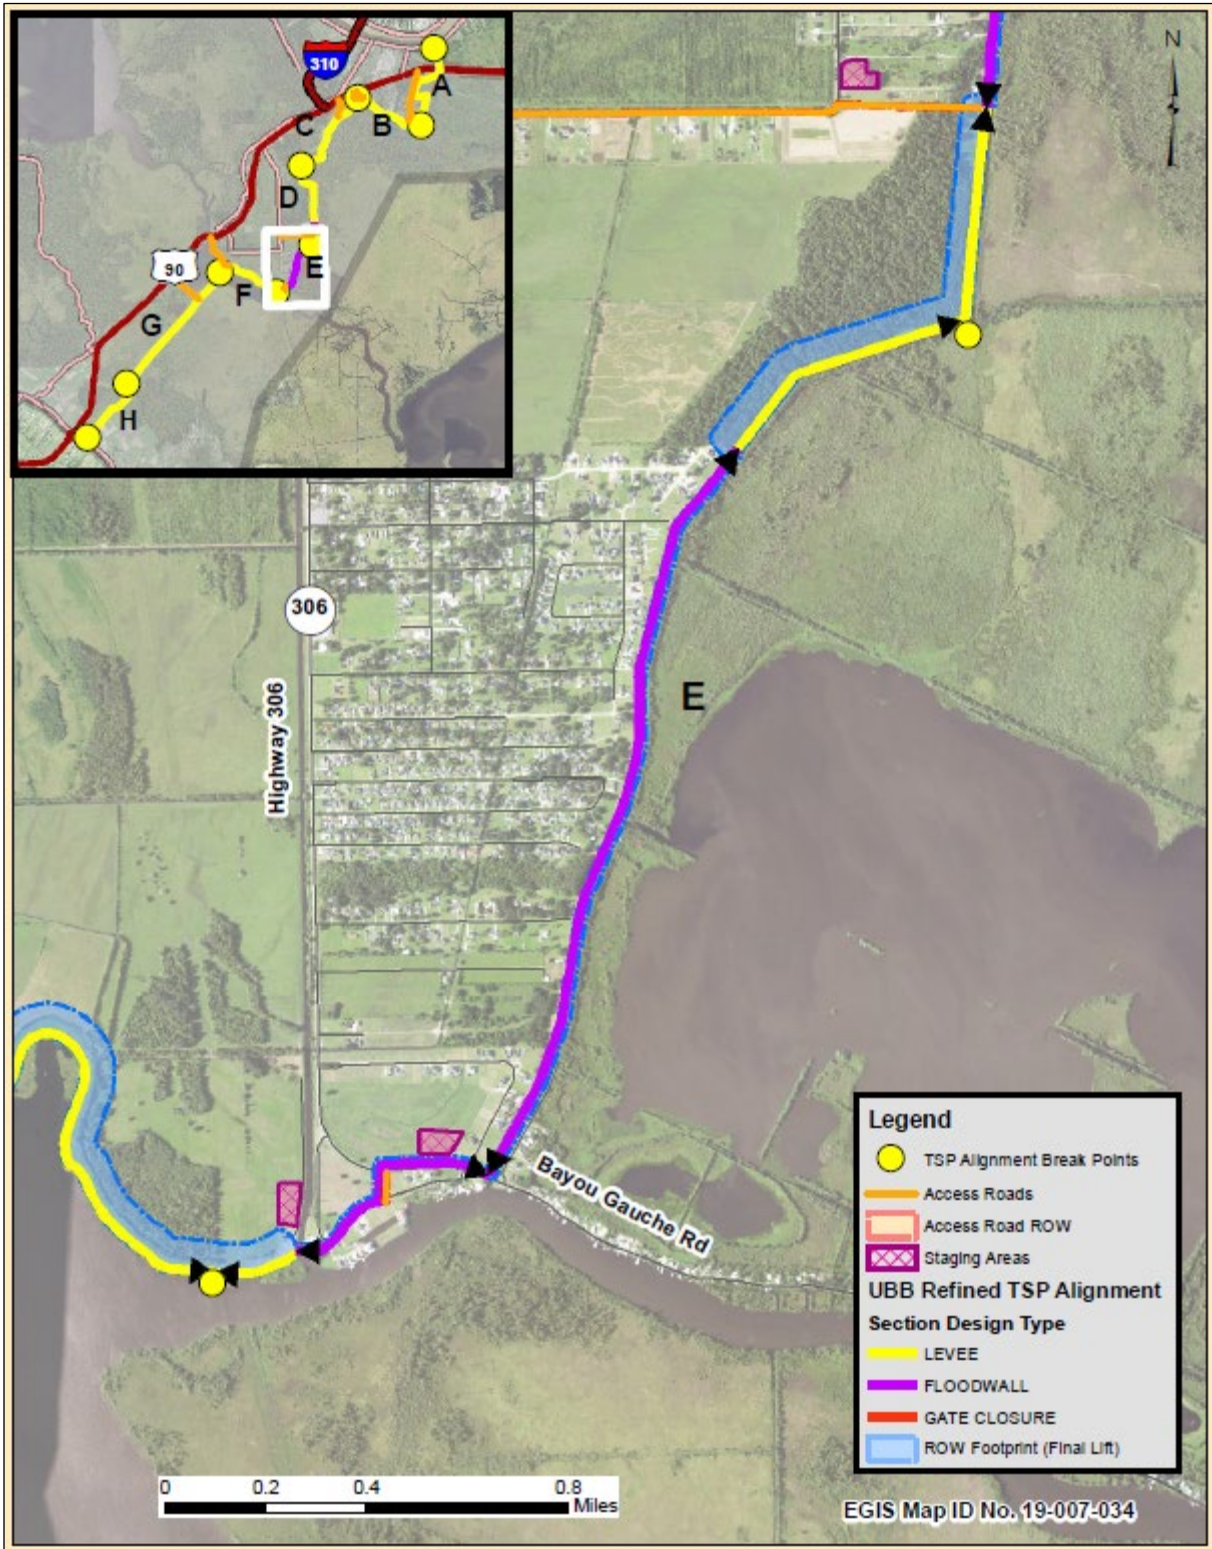 310
A
C
B
D
E
90
F
G
H
N
306
Highway 306
E
Bayou Gauche Rd
Legend
TSP Alignment Break Points
Access Roads
Access Road ROW
Staging Areas
UBB Refined TSP Alignment
Section Design Type
LEVEE
FLOODWALL
GATE CLOSURE
ROW Footprint (Final Lift)
0 0.2 0.4 0.8
Miles
EGIS Map ID No. 19-007-034